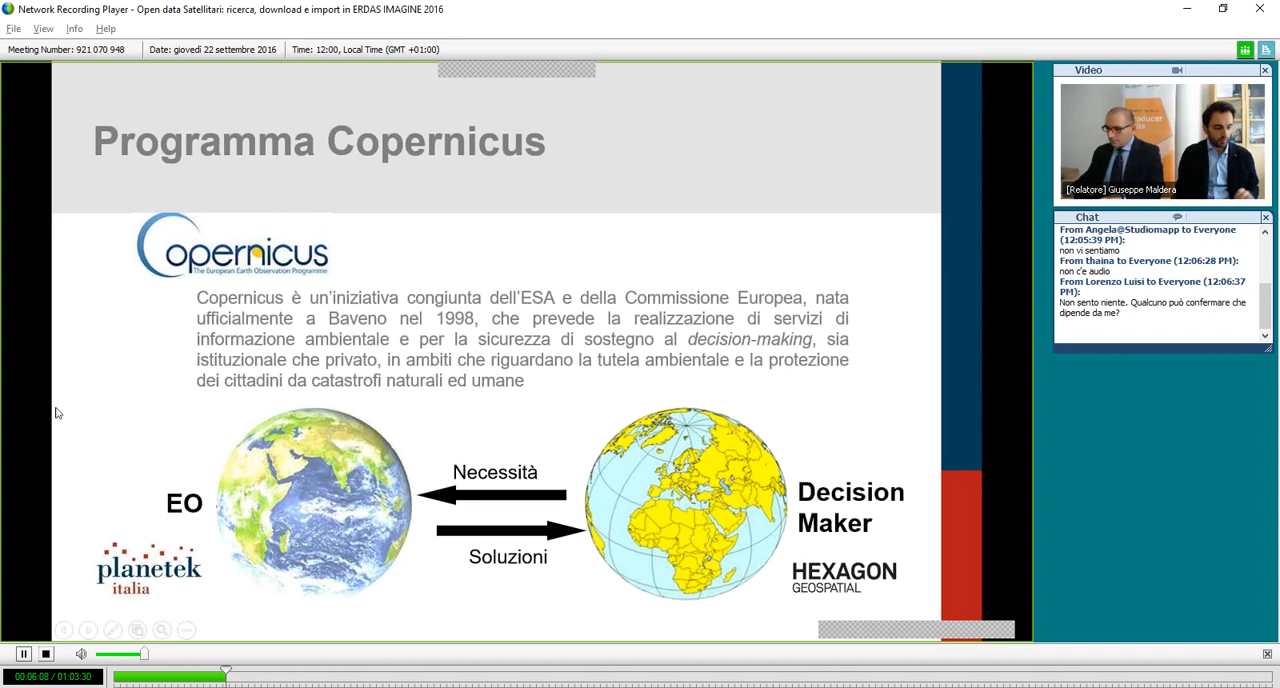 Network Recording Player - Open data Satellitari: ricerca, download e import in ERDAS IMAGINE 2016
File View Info Help
Meeting Number: 921 070 948 Date: giovedì 22 settembre 2016 Time: 12:00, Local Time (GMT +01:00)
Programma Copernicus
opernicus
The European Earth Observation Programme
Copernicus è un'iniziativa congiunta dell'ESA e della Commissione Europea, nata
ufficialmente a Baveno nel 1998, che prevede la realizzazione di servizi di
informazione ambientale e per la sicurezza di sostegno al decision-making, sia
istituzionale che privato, in ambiti che riguardano la tutela ambientale e la protezione
dei cittadini da catastrofi naturali ed umane
EO
Necessità
Soluzioni
Decision
Maker
planetek
italia
HEXAGON
GEOSPATIAL
Video
[Relatore] Giuseppe Maldera
Chat
From Angela@Studiomapp to Everyone
(12:05:39 PM):
non vi sentiamo
From thaina to Everyone (12:06:28 PM):
non c'e audio
From Lorenzo Luisi to Everyone (12:06:37
PM):
Non sento niente. Qualcuno può confermare che
dipende da me?
00:06:08 / 01:03:30